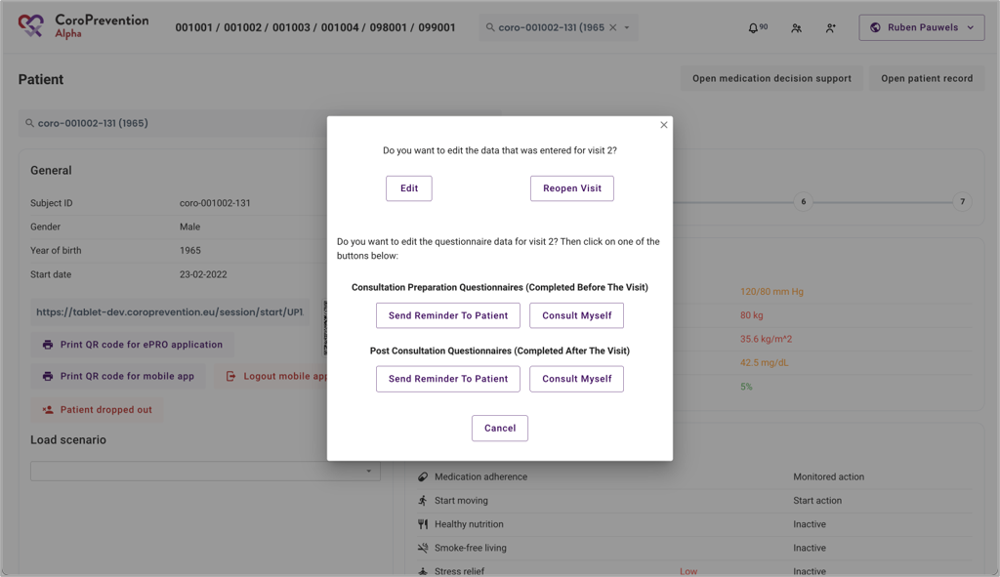 CoroPrevention
Alpha
001001 / 001002 / 001003 / 001004 / 098001 / 099001
coro-001002-131 (1965
90
Ruben Pauwels
Patient
Open medication decision support
Open patient record
coro-001002-131 (1965)
General
Subject ID coro-001002-131
Gender Male
Year of birth 1965
Start date 23-02-2022
https://tablet-dev.coroprevention.eu/session/start/UP1
Print QR code for ePRO application
Print QR code for mobile app
Logout mobile app
Patient dropped out
Load scenario
Do you want to edit the data that was entered for visit 2?
Edit
Reopen Visit
Do you want to edit the questionnaire data for visit 2? Then click on one of the
buttons below:
Consultation Preparation Questionnaires (Completed Before The Visit)
Send Reminder To Patient
Consult Myself
Post Consultation Questionnaires (Completed After The Visit)
Send Reminder To Patient
Consult Myself
Cancel
6
7
120/80 mm Hg
80 kg
35.6 kg/m^2
42.5 mg/dL
5%
Medication adherence Monitored action
Start moving Start action
Healthy nutrition Inactive
Smoke-free living Inactive
Stress relief Low Inactive